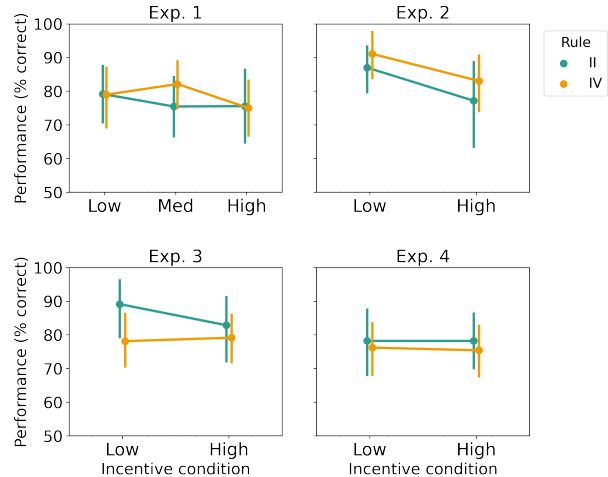 Exp. 1
Exp. 2
Rule
II
IV
Performance (% correct)
100
90
80
70
60
50
Low
Med
High
Low
High
Exp. 3
Exp. 4
Performance (% correct)
100
90
80
70
60
50
Low
High
Low
High
Incentive condition
Incentive condition